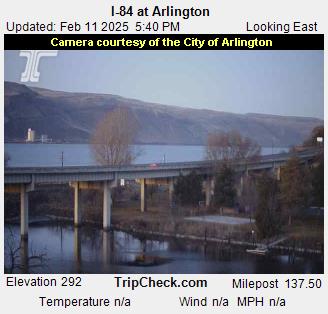 I-84 at Arlington
Updated: Feb 11 2025 5:40 PM Looking East
Camera courtesy of the City of Arlington
Elevation 292 TripCheck.com Milepost 137.50
Temperature n/a Wind n/a MPH n/a